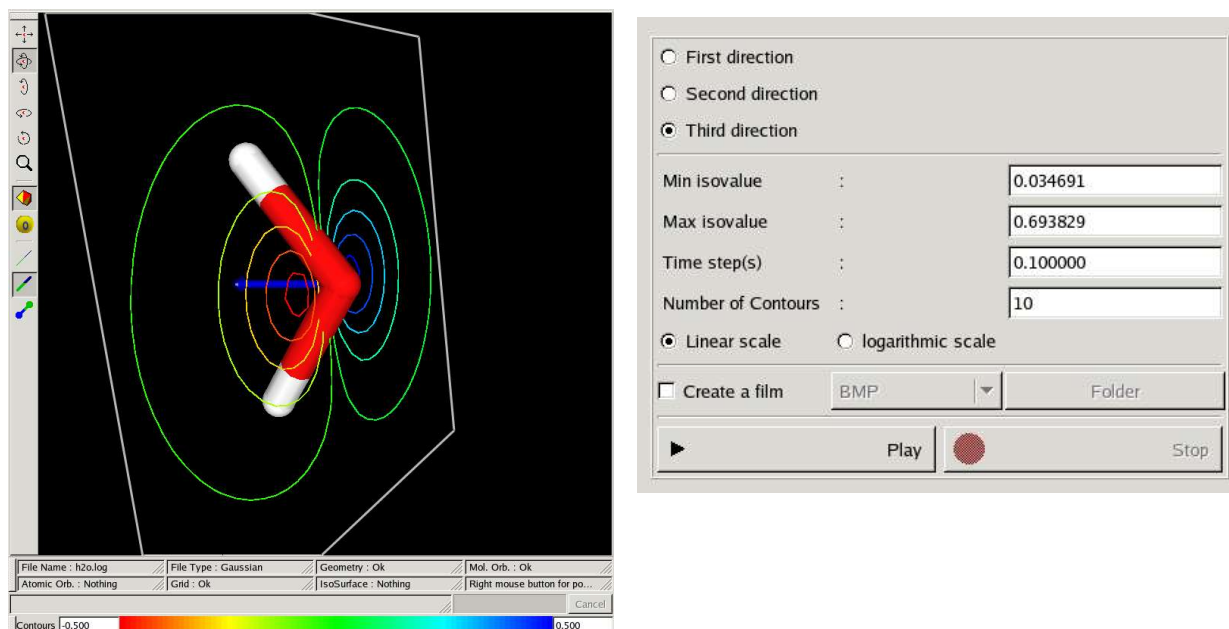 File Name : h2o.log File Type : Gaussian Geometry : Ok Mol. Orb. : Ok
Atomic Orb. : Nothing Grid : Ok IsoSurface : Nothing Right mouse button for po...
Cancel
Contours -0.500 0.500
First direction
Second direction
Third direction
Min isovalue : 0.034691
Max isovalue : 0.693829
Time step(s) : 0.100000
Number of Contours : 10
Linear scale logarithmic scale
Create a film BMP Folder
Play Stop